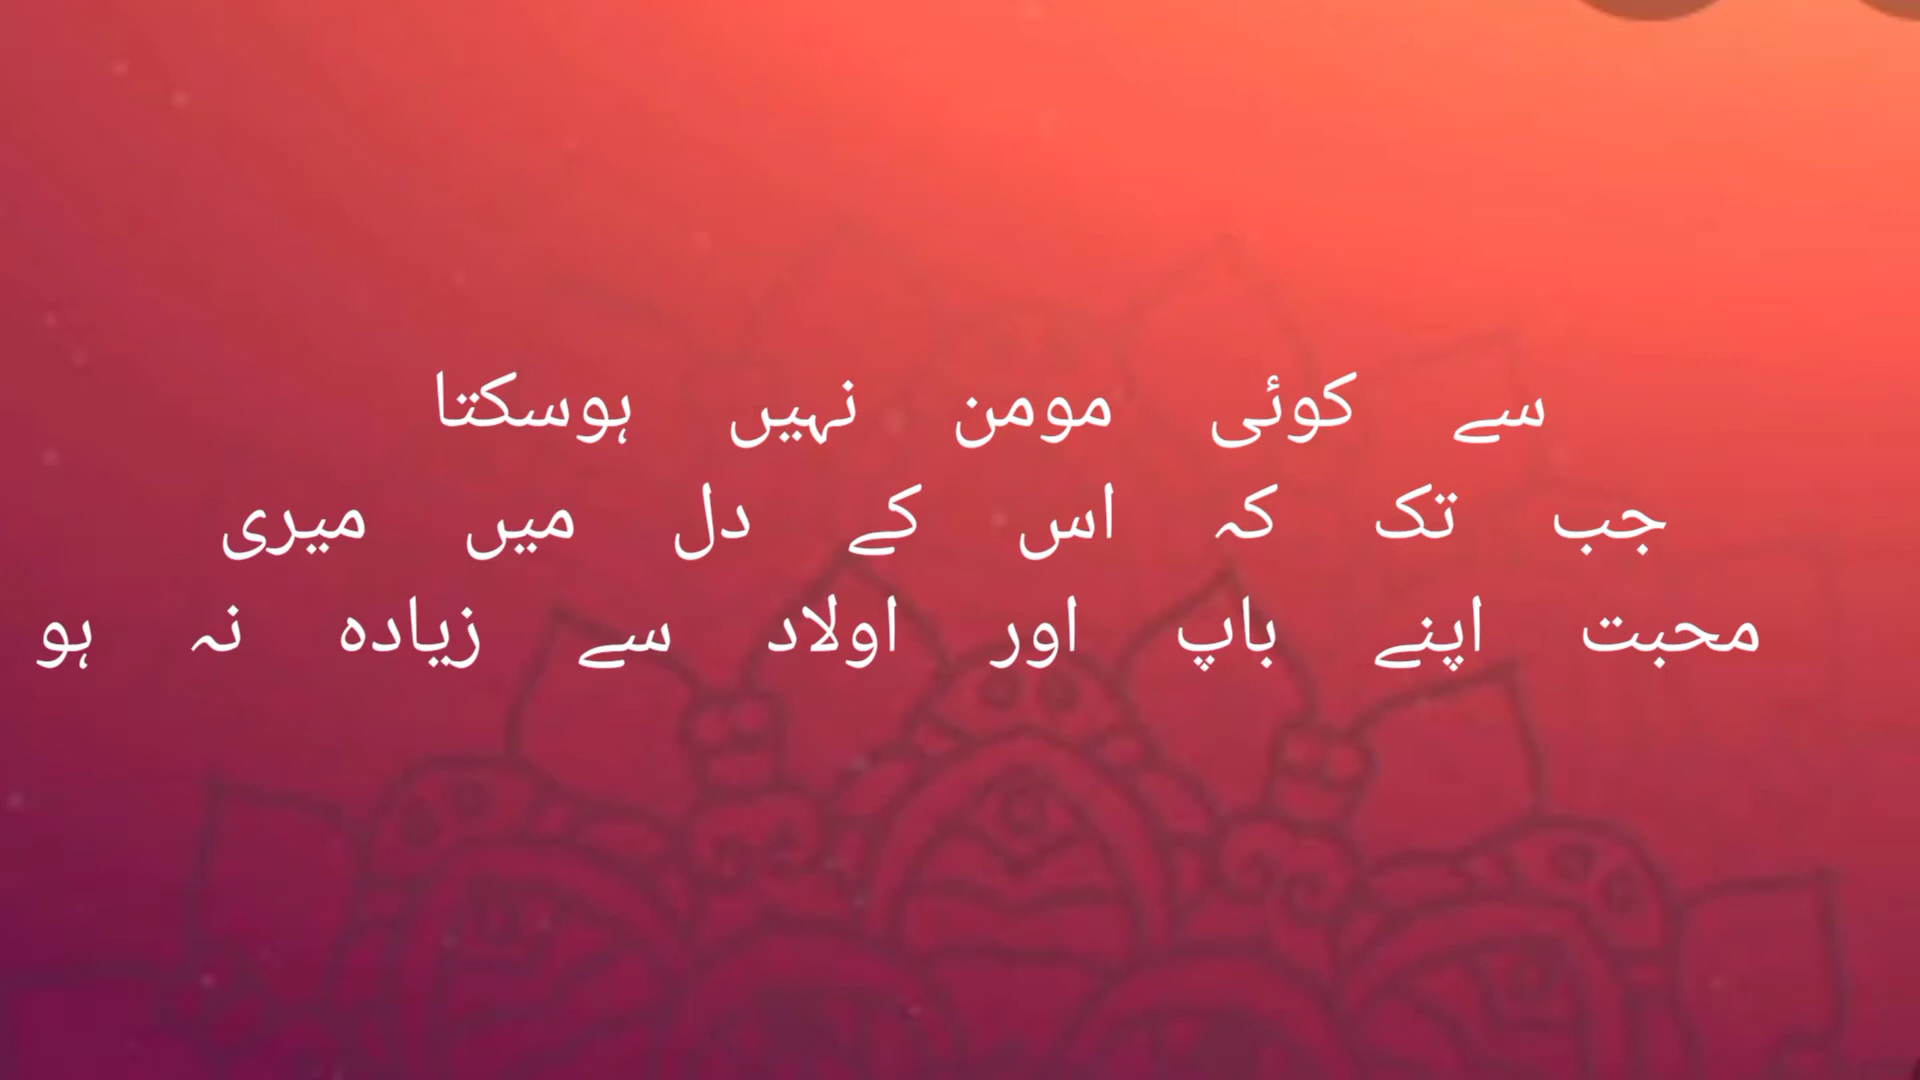 سے کوئی مومن نہیں ہوسکتا
جب تک کہ اس کے دل میں میری
محبت اپنے باپ اور اولاد سے زیادہ نہ ہو